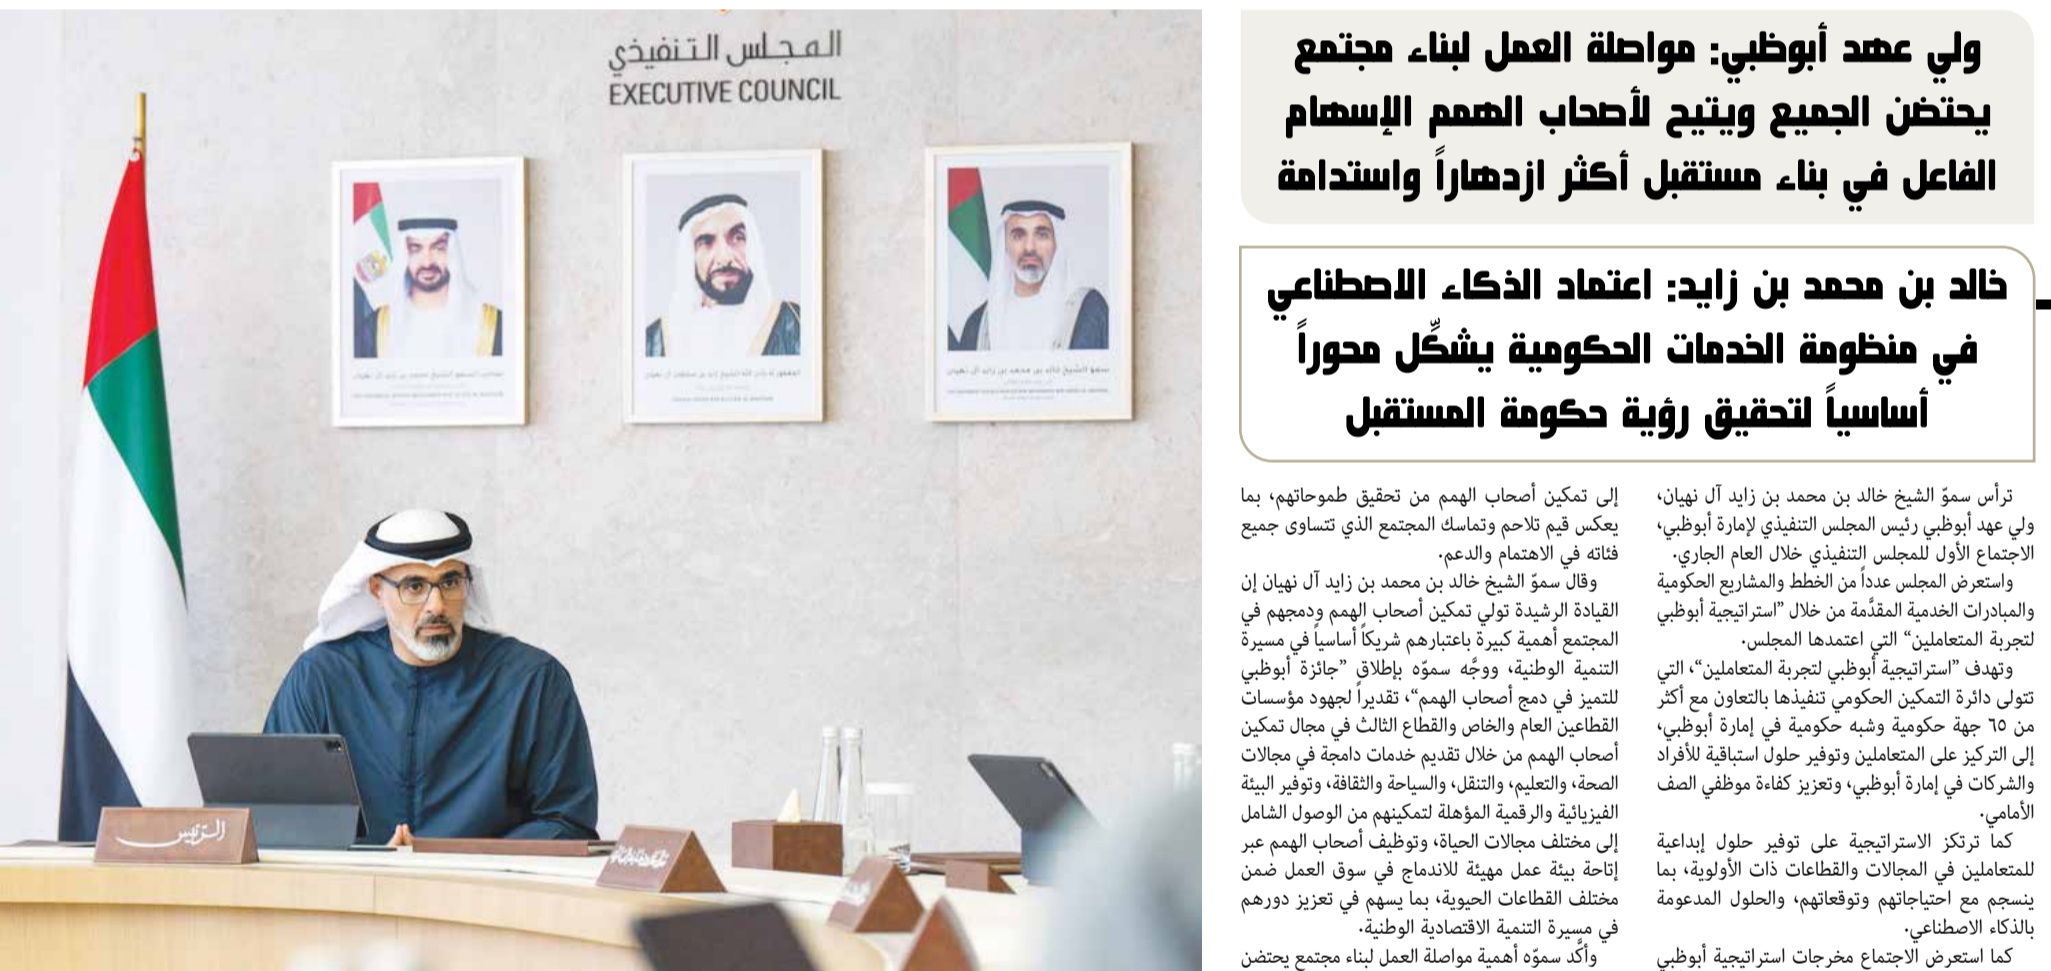 المجلس التنفيذي
EXECUTIVE COUNCIL
الرئيس
ولي عهد أبوظبي: مواصلة العمل لبناء مجتمع
يحتضن الجميع ويتيح لأصحاب الهمم الإسهام
الفاعل في بناء مستقبل أكثر ازدهاراً واستدامة
خالد بن محمد بن زايد: اعتماد الذكاء الاصطناعي
في منظومة الخدمات الحكومية يشكِّل محوراً
أساسياً لتحقيق رؤية حكومة المستقبل
ترأس سموّ الشيخ خالد بن محمد بن زايد آل نهيان،
ولي عهد أبوظبي رئيس المجلس التنفيذي لإمارة أبوظبي،
الاجتماع الأول للمجلس التنفيذي خلال العام الجاري.
واستعرض المجلس عدداً من الخطط والمشاريع الحكومية
والمبادرات الخدمية المقدَّمة من خلال ”استراتيجية أبوظبي
لتجربة المتعاملين“ التي اعتمدها المجلس.
وتهدف ”استراتيجية أبوظبي لتجربة المتعاملين“، التي
تتولى دائرة التمكين الحكومي تنفيذها بالتعاون مع أكثر
من ٦٥ جهة حكومية وشبه حكومية في إمارة أبوظبي،
إلى التركيز على المتعاملين وتوفير حلول استباقية للأفراد
والشركات في إمارة أبوظبي، وتعزيز كفاءة موظفي الصف
الأمامي.
كما ترتكز الاستراتيجية على توفير حلول إبداعية
للمتعاملين في المجالات والقطاعات ذات الأولوية، بما
ينسجم مع احتياجاتهم وتوقعاتهم، والحلول المدعومة
بالذكاء الاصطناعي.
كما استعرض الاجتماع مخرجات استراتيجية أبوظبي
إلى تمكين أصحاب الهمم من تحقيق طموحاتهم، بما
يعكس قيم تلاحم وتماسك المجتمع الذي تتساوى جميع
فئاته في الاهتمام والدعم.
وقال سموّ الشيخ خالد بن محمد بن زايد آل نهيان إن
القيادة الرشيدة تولي تمكين أصحاب الهمم ودمجهم في
المجتمع أهمية كبيرة باعتبارهم شريكاً أساسياً في مسيرة
التنمية الوطنية، ووجَّه سموّه بإطلاق ”جائزة أبوظبي
للتميز في دمج أصحاب الهمم“، تقديراً لجهود مؤسسات
القطاعين العام والخاص والقطاع الثالث في مجال تمكين
أصحاب الهمم من خلال تقديم خدمات دامجة في مجالات
الصحة، والتعليم، والتنقل، والسياحة والثقافة، وتوفير البيئة
الفيزيائية والرقمية المؤهلة لتمكينهم من الوصول الشامل
إلى مختلف مجالات الحياة، وتوظيف أصحاب الهمم عبر
إتاحة بيئة عمل مهيئة للاندماج في سوق العمل ضمن
مختلف القطاعات الحيوية، بما يسهم في تعزيز دورهم
في مسيرة التنمية الاقتصادية الوطنية.
وأكَّد سموّه أهمية مواصلة العمل لبناء مجتمع يحتضن